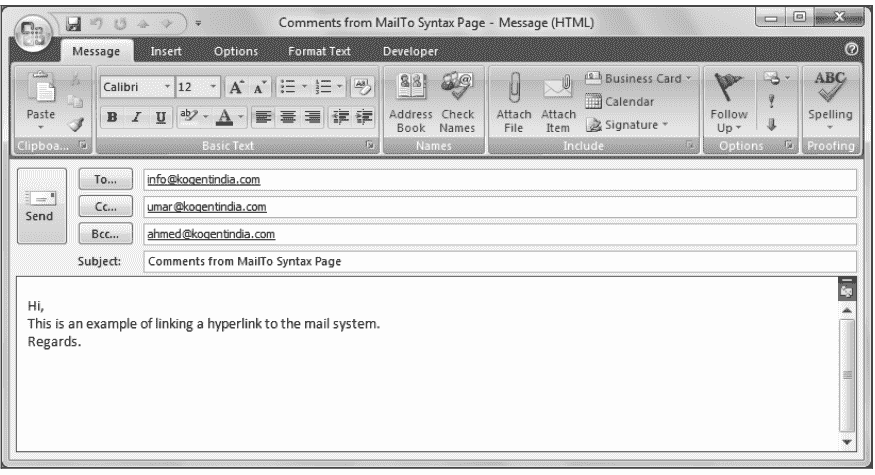 Comments from MailTo Syntax Page - Message (HTML)
Message Insert Options Format Text Developer
Paste
Clipboa...
Calibri 12
B I U
Basic Text
Address Book
Check Names
Names
Attach File
Attach Item
Business Card
Calendar
Signature
Include
Follow Up
Options
ABC
Spelling
Proofing
Send
To... info@kogentindia.com
Cc... umar@kogentindia.com
Bcc... ahmed@kogentindia.com
Subject: Comments from MailTo Syntax Page
Hi,
This is an example of linking a hyperlink to the mail system.
Regards.